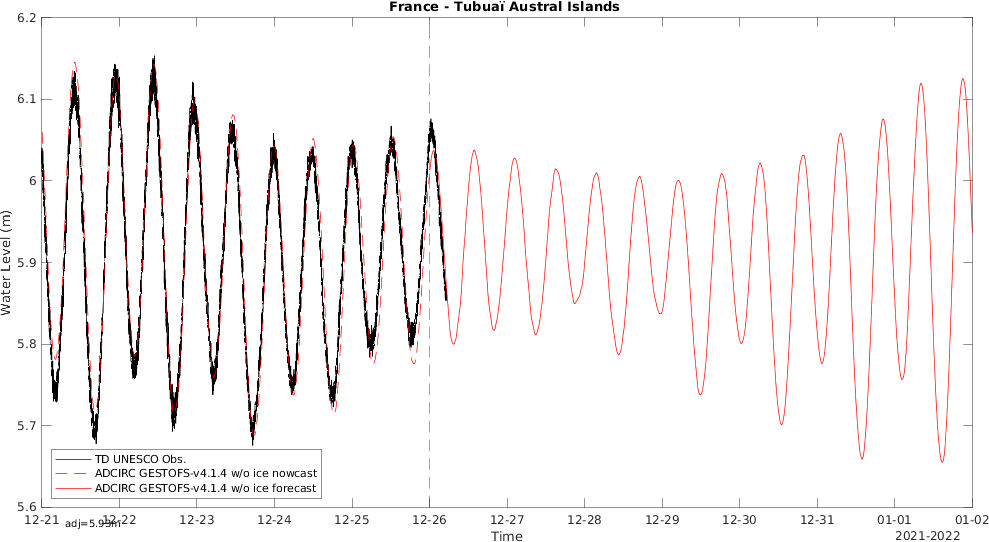 France - Tubuaï Austral Islands
6.2
6.1
6
5.9
5.8
5.7
5.6
Water Level (m)
TD UNESCO Obs.
ADCIRC GESTOFS-v4.1.4 w/o ice nowcast
ADCIRC GESTOFS-v4.1.4 w/o ice forecast
12-21 12-22 12-23 12-24 12-25 12-26 12-27 12-28 12-29 12-30 12-31 01-01 01-02
adj=5.93m
Time
2021-2022